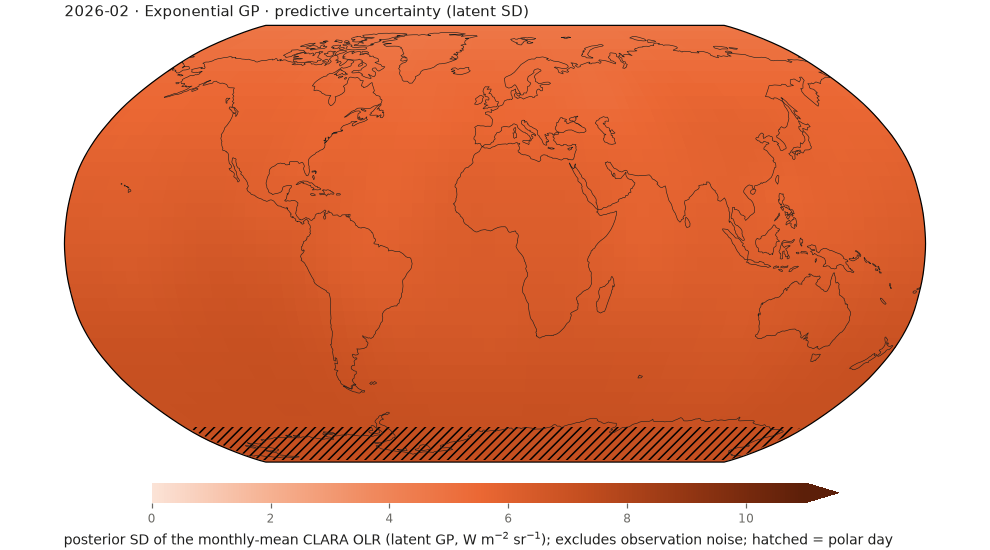 2026-02 · Exponential GP · predictive uncertainty (latent SD)
0 2 4 6 8 10
posterior SD of the monthly-mean CLARA OLR (latent GP, W m⁻² sr⁻¹); excludes observation noise; hatched = polar day